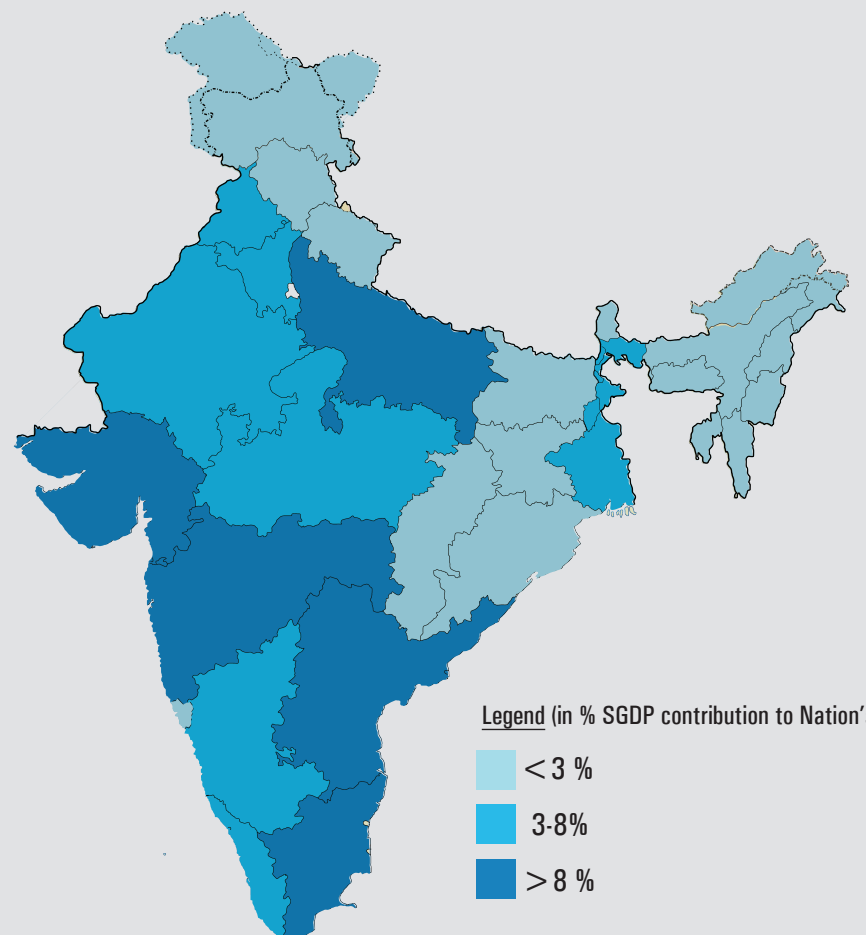 Legend (in % SGDP contribution to Nation'
< 3 %
3-8%
> 8 %